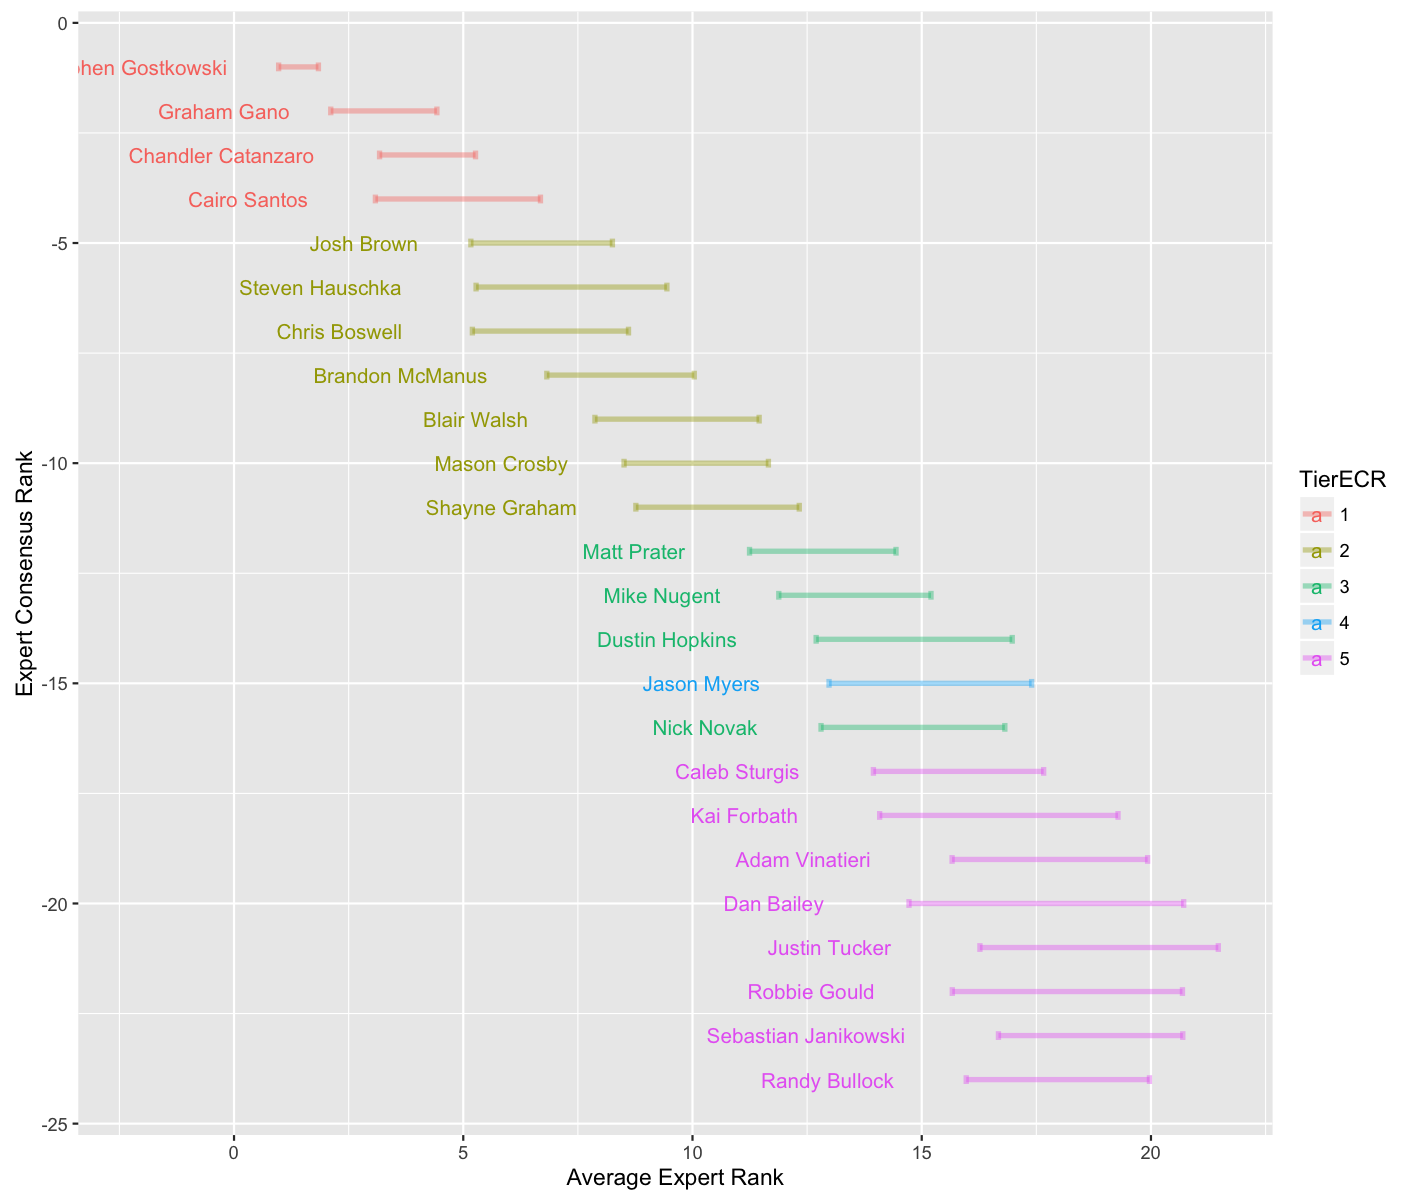 0
phen Gostkowski
Graham Gano
Chandler Catanzaro
Cairo Santos
-5
Josh Brown
Steven Hauschka
Chris Boswell
Brandon McManus
Blair Walsh
-10
Mason Crosby
Shayne Graham
Matt Prater
Mike Nugent
Dustin Hopkins
-15
Jason Myers
Nick Novak
Caleb Sturgis
Kai Forbath
Adam Vinatieri
-20
Dan Bailey
Justin Tucker
Robbie Gould
Sebastian Janikowski
Randy Bullock
-25
Expert Consensus Rank
0 5 10 15 20
Average Expert Rank
TierECR
a 1
a 2
a 3
a 4
a 5